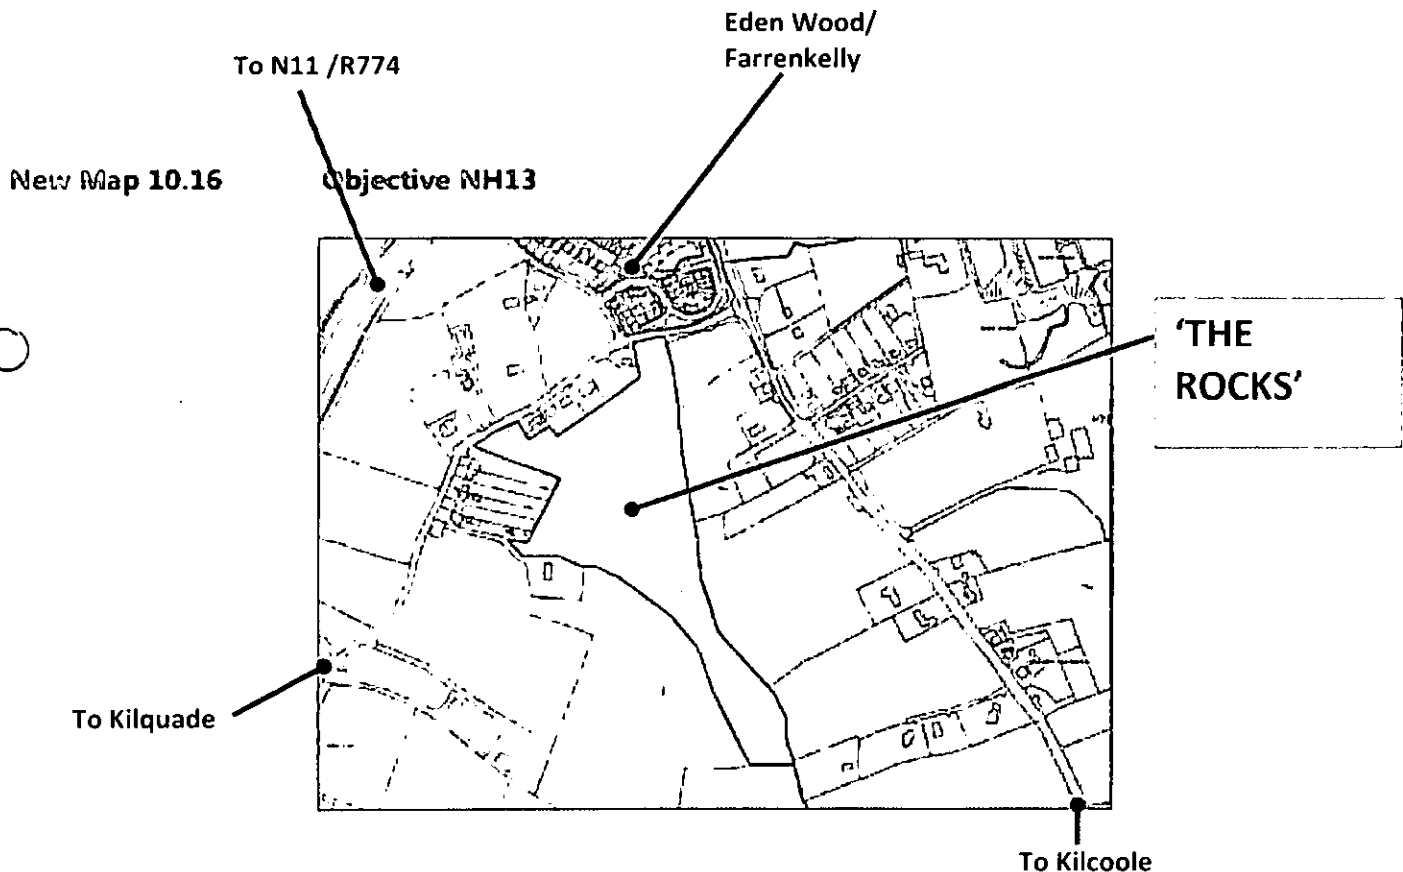 Eden Wood/
Farrenkelly
To N11 /R774
New Map 10.16 Objective NH13
‘THE
ROCKS’
To Kilquade
To Kilcoole